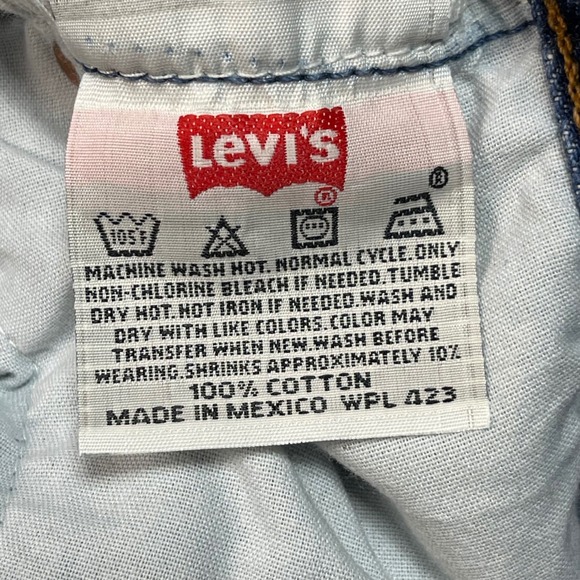 Levi's
®
®
105F
MACHINE WASH HOT. NORMAL CYCLE. ONLY
NON-CHLORINE BLEACH IF NEEDED. TUMBLE
DRY HOT. HOT IRON IF NEEDED. WASH AND
DRY WITH LIKE COLORS. COLOR MAY
TRANSFER WHEN NEW. WASH BEFORE
WEARING. SHRINKS APPROXIMATELY 10%
100% COTTON
MADE IN MEXICO WPL 423